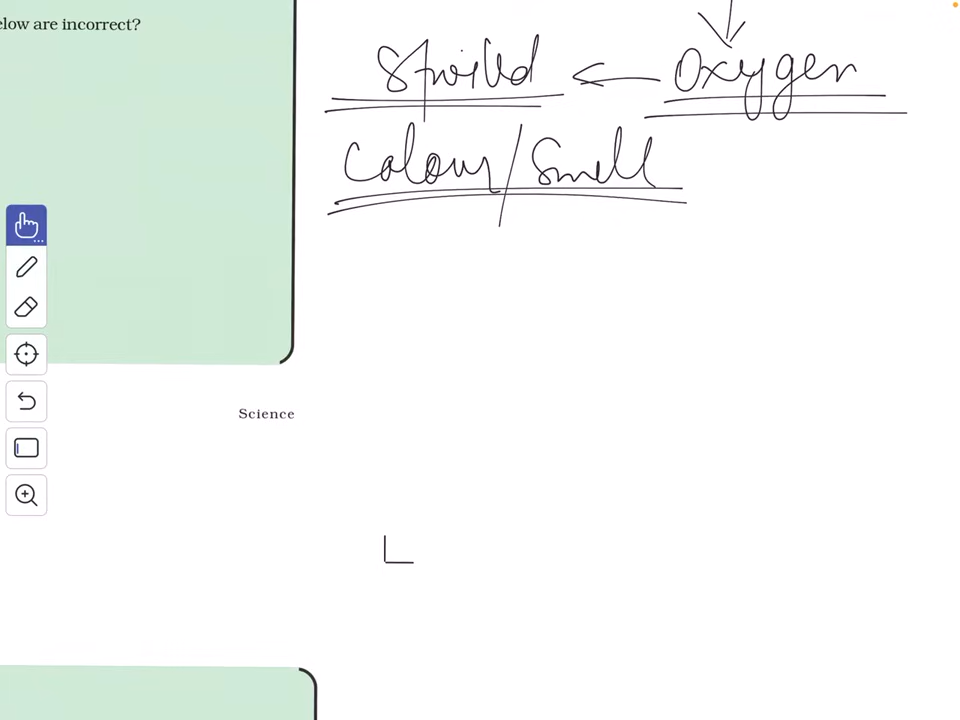 elow are incorrect?
Spoiled ← Oxygen
Colour/Smell
Science